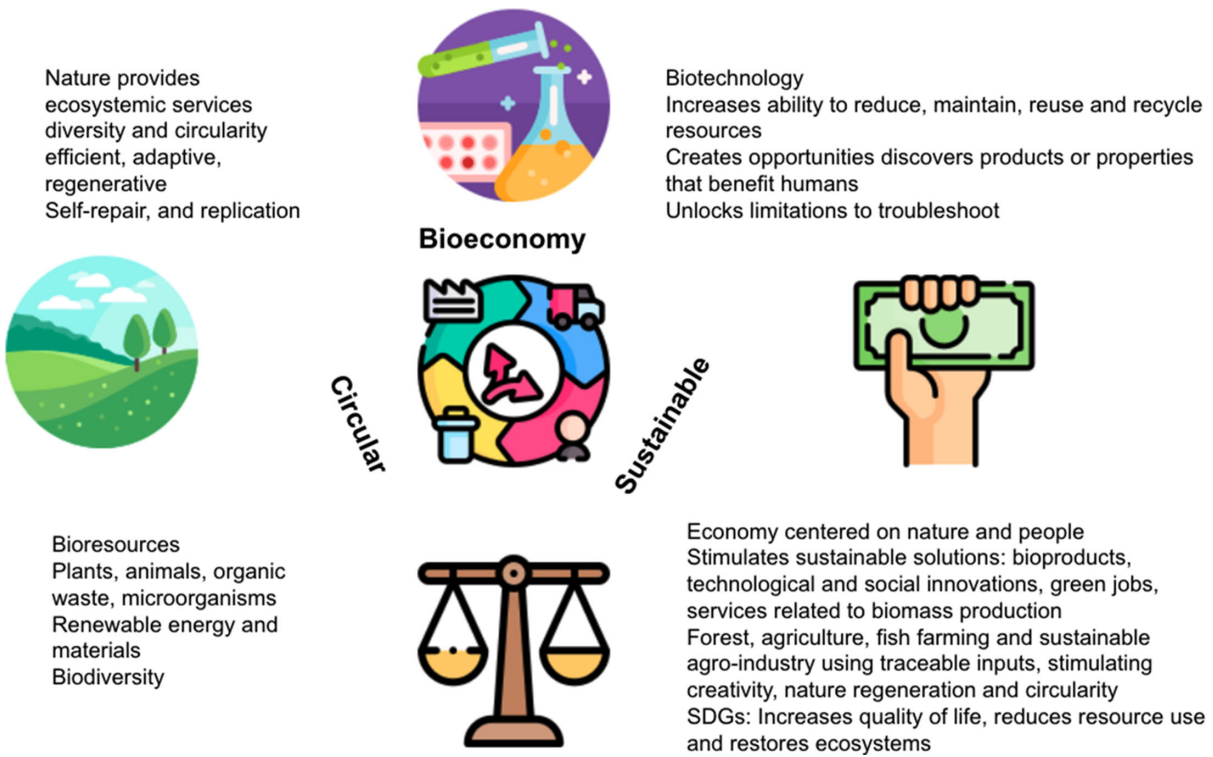 Nature provides
ecosystemic services
diversity and circularity
efficient, adaptive,
regenerative
Self-repair, and replication
Biotechnology
Increases ability to reduce, maintain, reuse and recycle
resources
Creates opportunities discovers products or properties
that benefit humans
Unlocks limitations to troubleshoot
Bioeconomy
Circular
Sustainable
Bioresources
Plants, animals, organic
waste, microorganisms
Renewable energy and
materials
Biodiversity
Economy centered on nature and people
Stimulates sustainable solutions: bioproducts,
technological and social innovations, green jobs,
services related to biomass production
Forest, agriculture, fish farming and sustainable
agro-industry using traceable inputs, stimulating
creativity, nature regeneration and circularity
SDGs: Increases quality of life, reduces resource use
and restores ecosystems